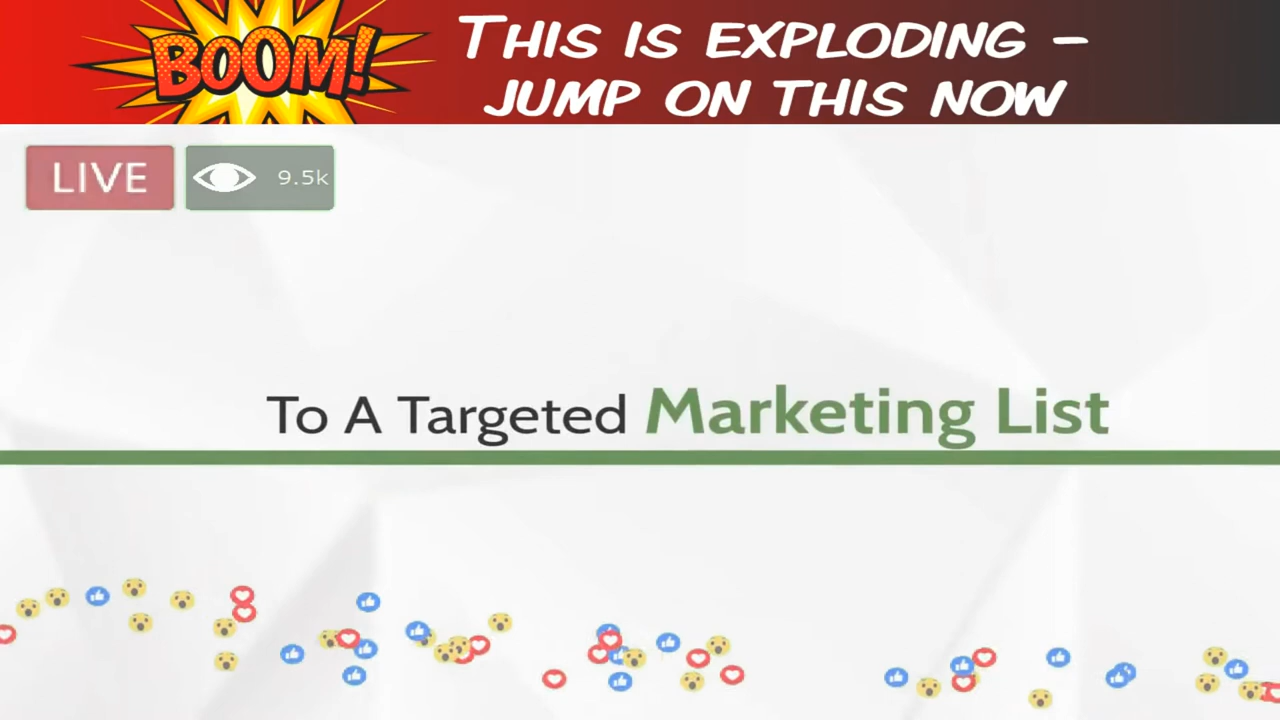 BOOM!
THIS IS EXPLODING -
JUMP ON THIS NOW
LIVE
9.5k
To A Targeted Marketing List